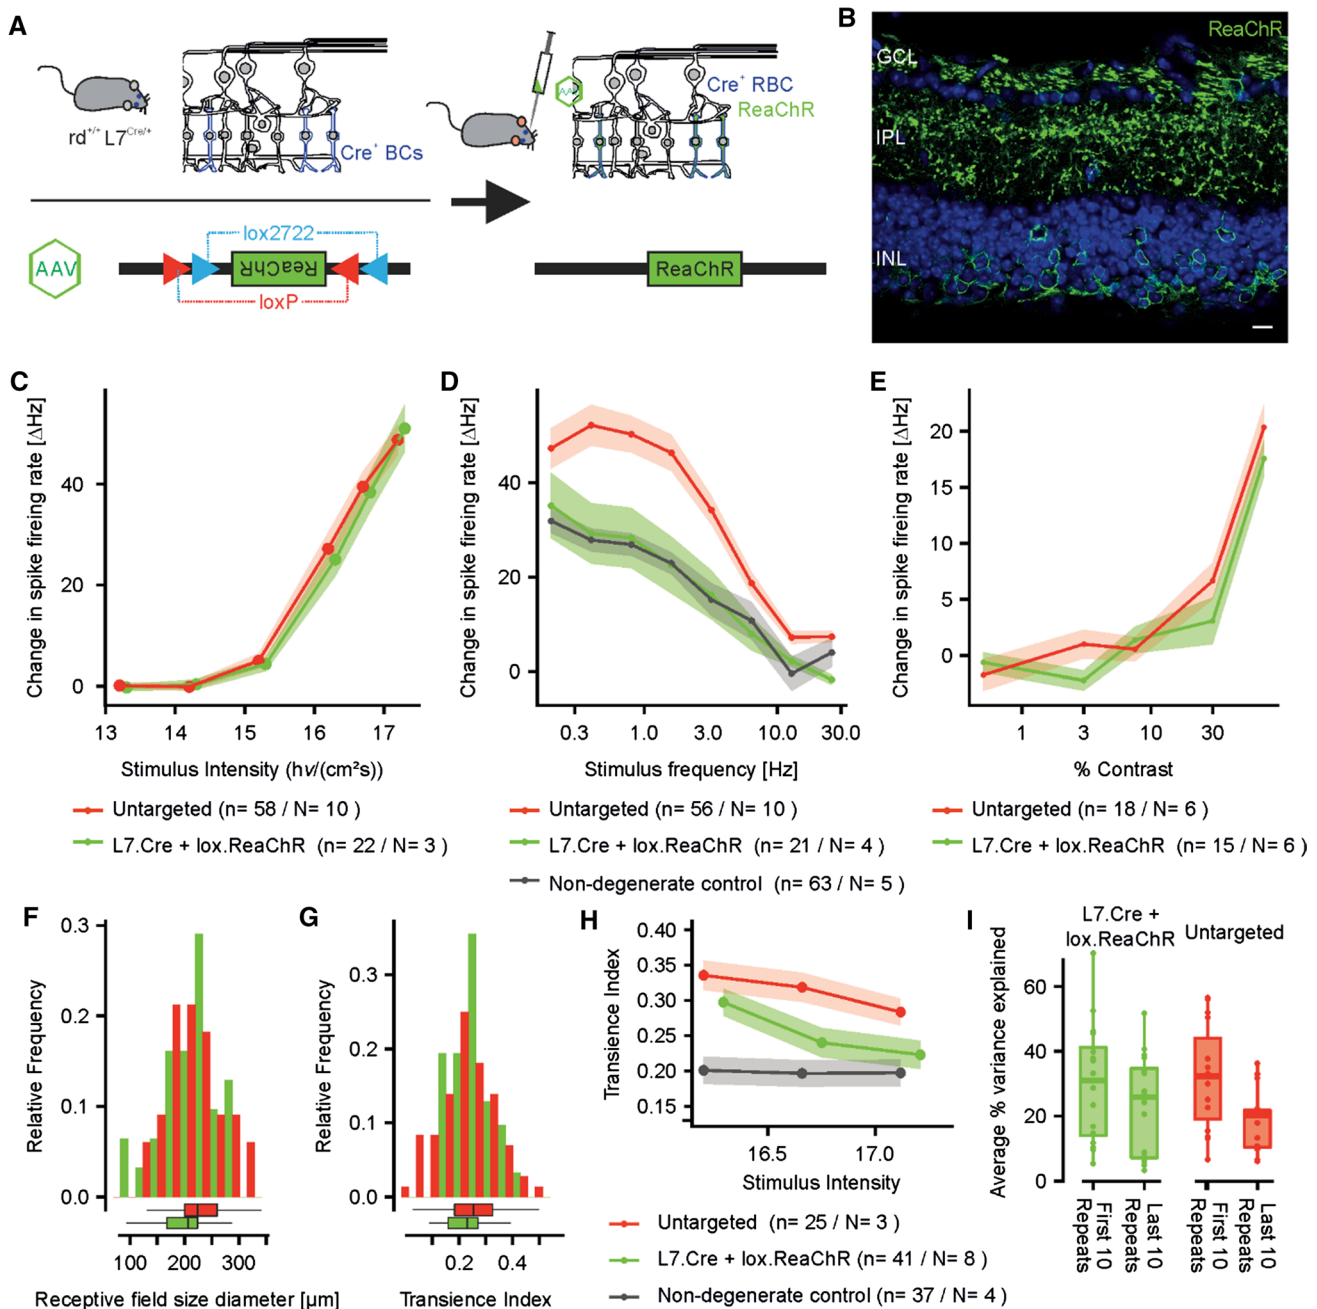 A
rd+/+ L7Cre/+
Cre+ BCs
AAV
Cre+ RBC
ReaChR
AAV
lox2722
ReaChR
loxP
ReaChR
B
ReaChR
GCL
IPL
INL
C
Change in spike fireing rate [ΔHz]
40
20
0
13 14 15 16 17
Stimulus Intensity (hν/(cm²s))
Untargeted (n= 58 / N= 10 )
L7.Cre + lox.ReaChR (n= 22 / N= 3 )
D
Change in spike fireing rate [ΔHz]
40
20
0
0.3 1.0 3.0 10.0 30.0
Stimulus frequency [Hz]
Untargeted (n= 56 / N= 10 )
L7.Cre + lox.ReaChR (n= 21 / N= 4 )
Non-degenerate control (n= 63 / N= 5 )
E
Change in spike fireing rate [ΔHz]
20
15
10
5
0
1 3 10 30
% Contrast
Untargeted (n= 18 / N= 6 )
L7.Cre + lox.ReaChR (n= 15 / N= 6 )
F
Relative Frequency
0.3
0.2
0.1
0.0
100 200 300
Receptive field size diameter [µm]
G
Relative Frequency
0.3
0.2
0.1
0.0
0.2 0.4
Transience Index
H
Transience Index
0.40
0.35
0.30
0.25
0.20
0.15
16.5 17.0
Stimulus Intensity
Untargeted (n= 25 / N= 3 )
L7.Cre + lox.ReaChR (n= 41 / N= 8 )
Non-degenerate control (n= 37 / N= 4 )
I
L7.Cre +
lox.ReaChR
Untargeted
Average % variance explained
60
40
20
0
First 10
Repeats
Last 10
Repeats
First 10
Repeats
Last 10
Repeats